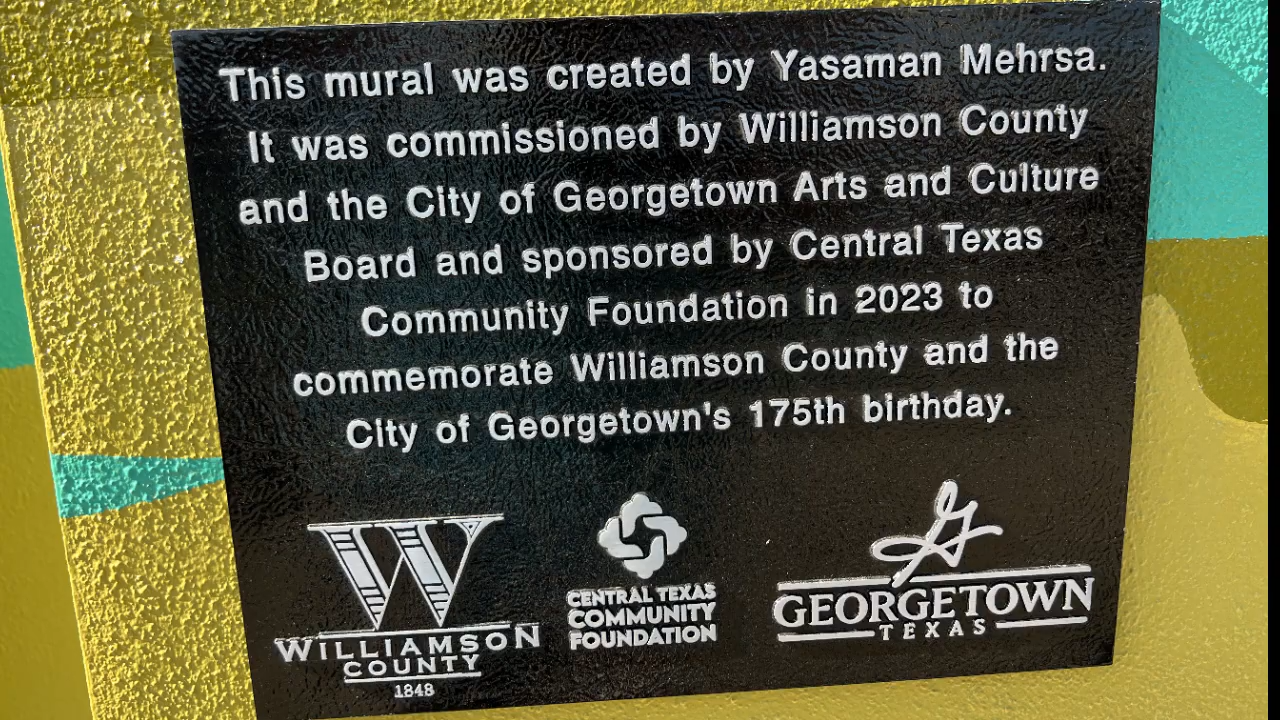 This mural was created by Yasaman Mehrsa.
It was commissioned by Williamson County
and the City of Georgetown Arts and Culture
Board and sponsored by Central Texas
Community Foundation in 2023 to
commemorate Williamson County and the
City of Georgetown's 175th birthday.
W
WILLIAMSON
COUNTY
1848
CENTRAL TEXAS
COMMUNITY
FOUNDATION
G
GEORGETOWN
TEXAS